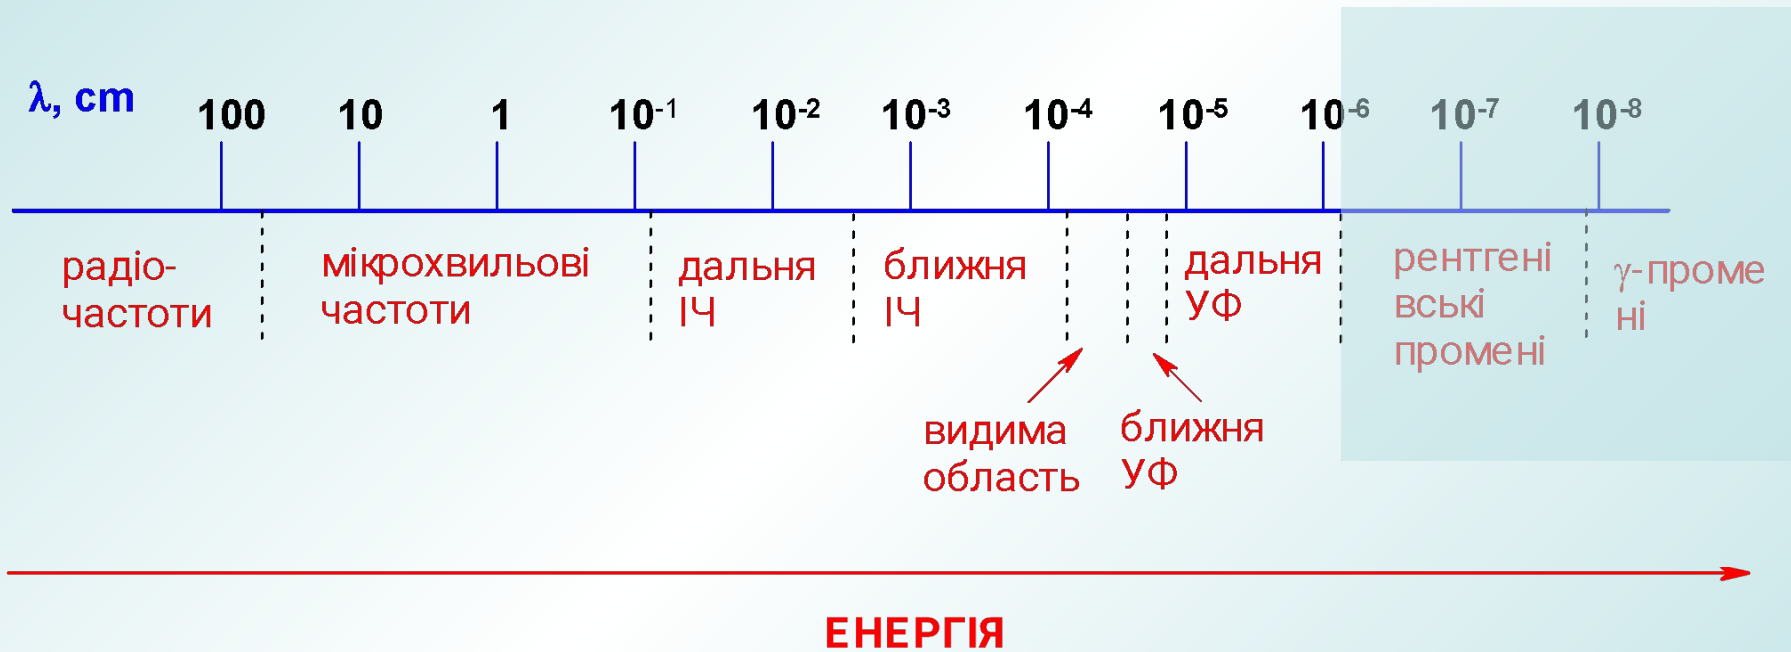 λ, cm 100 10 1 10⁻¹ 10⁻² 10⁻³ 10⁻⁴ 10⁻⁵ 10⁻⁶ 10⁻⁷ 10⁻⁸
радіо-
частоти
мікрохвильові
частоти
дальня
ІЧ
ближня
ІЧ
дальня
УФ
рентгені
вські
промені
γ-проме
ні
видима
область
ближня
УФ
ЕНЕРГІЯ